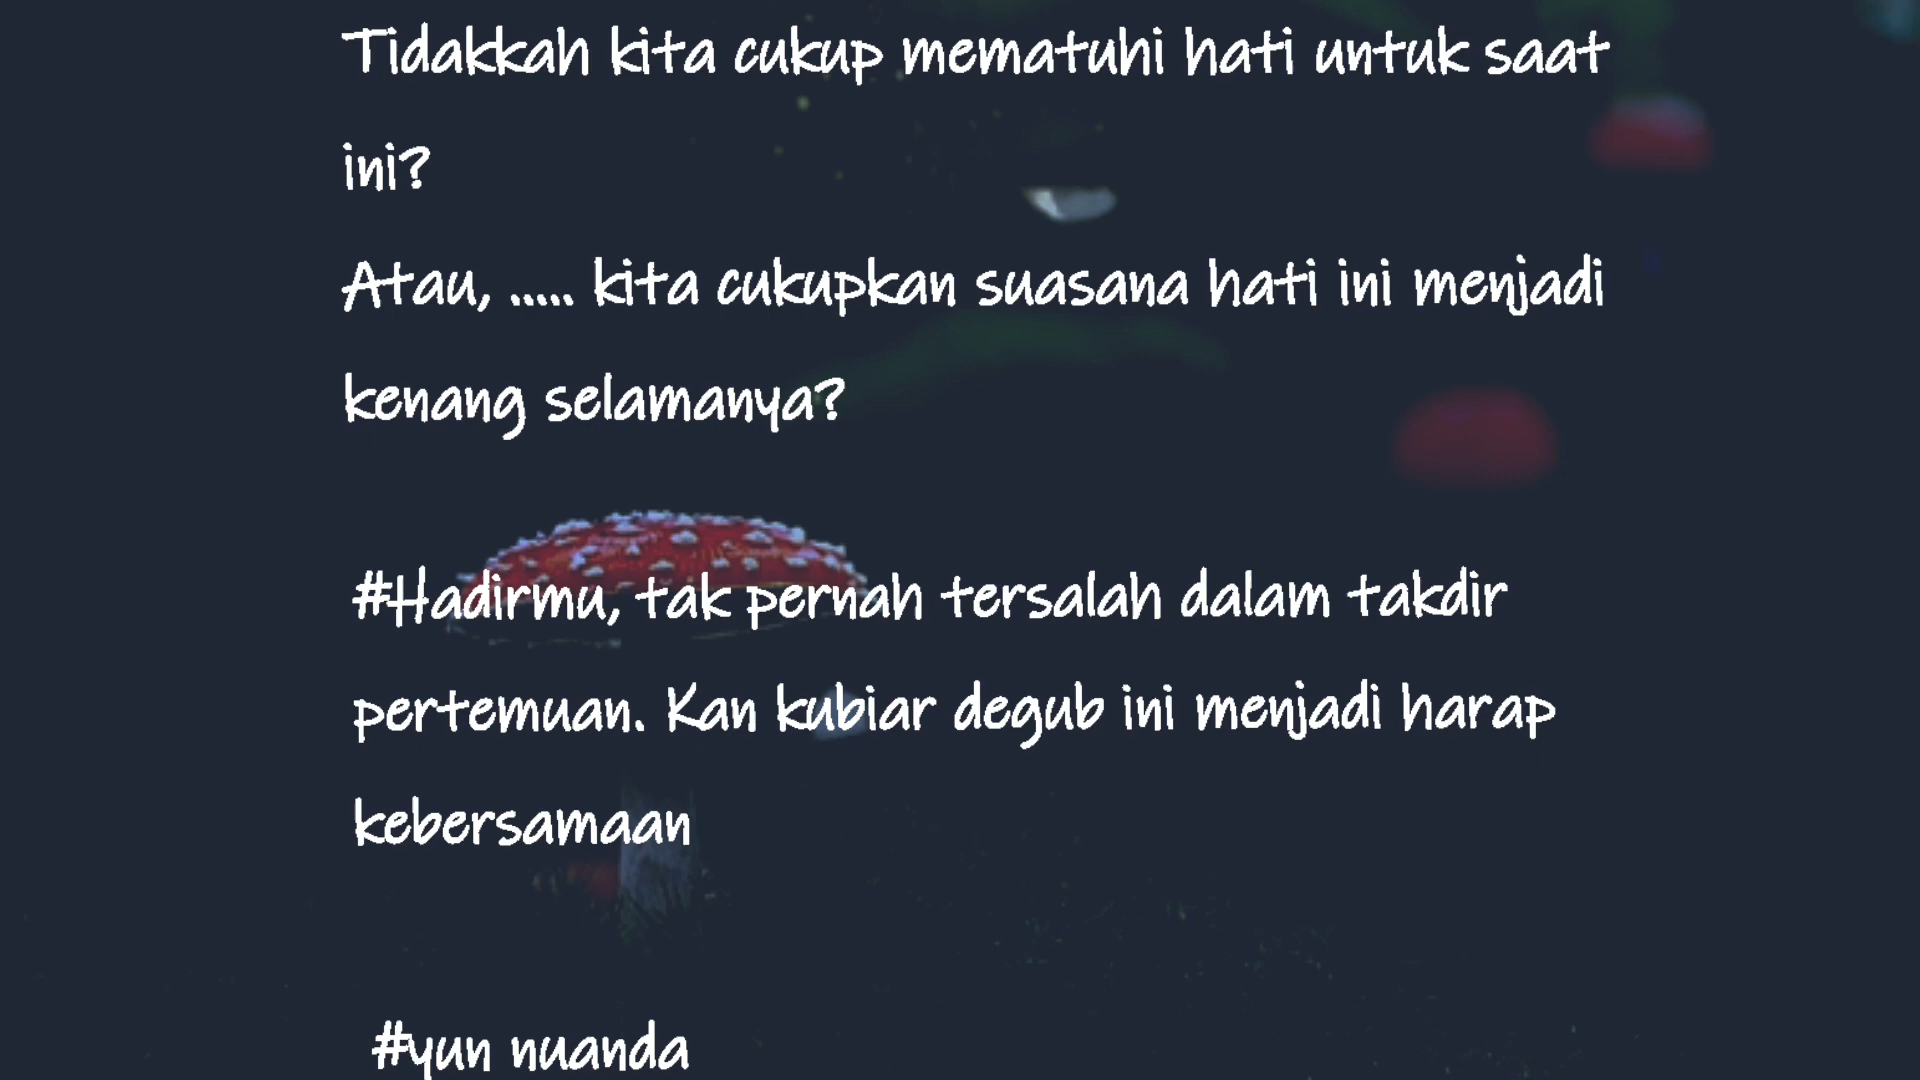 Tidakkah kita cukup mematuhi hati untuk saat
ini?
Atau, ..... kita cukupkan suasana hati ini menjadi
kenang selamanya?
#Hadirmu, tak pernah tersalah dalam takdir
pertemuan. Kan kubiar degub ini menjadi harap
kebersamaan
#yun nuanda